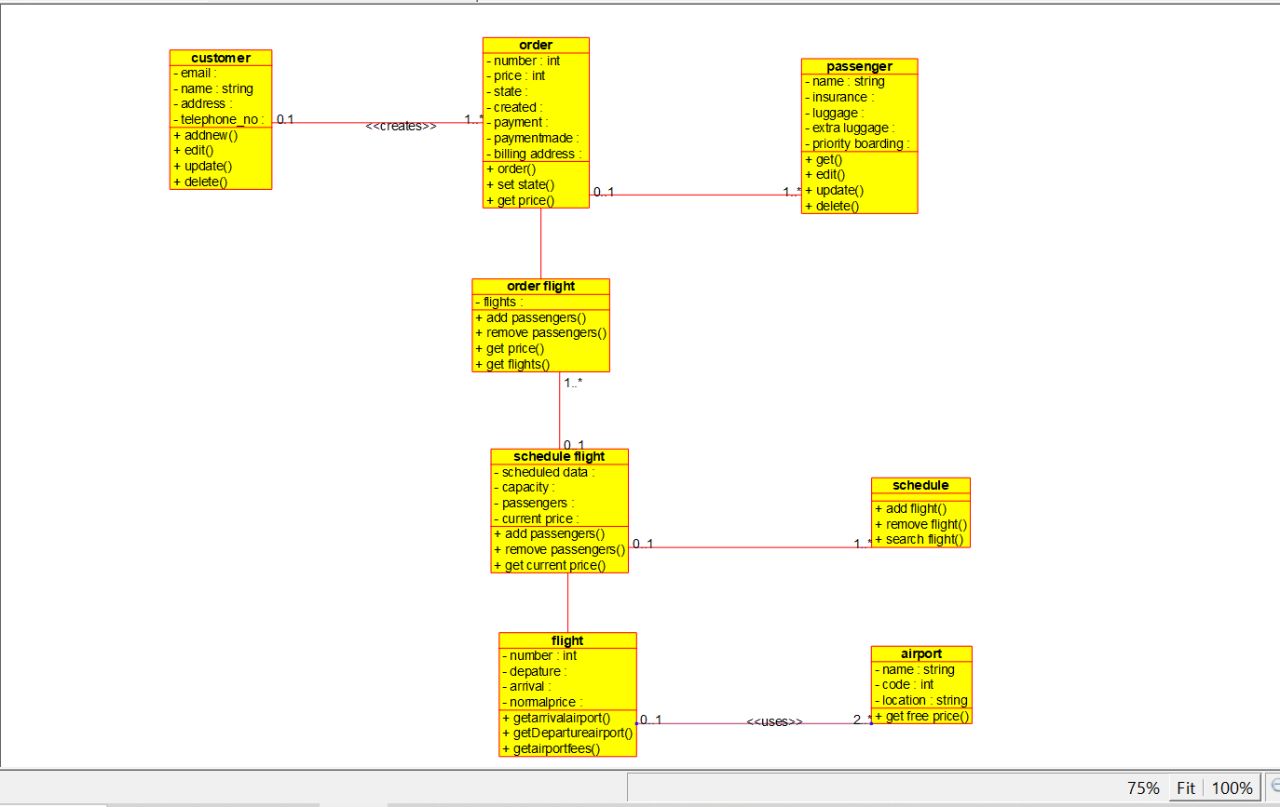 customer
- email :
- name : string
- address :
- telephone_no :
+ addnew()
+ edit()
+ update()
+ delete()
0.1
<<creates>>
1..*
order
- number : int
- price : int
- state :
- created :
- payment :
- paymentmade :
- billing address :
+ order()
+ set state()
+ get price()
0..1
1..*
passenger
- name : string
- insurance :
- luggage :
- extra luggage :
- priority boarding :
+ get()
+ edit()
+ update()
+ delete()
order flight
- flights :
+ add passengers()
+ remove passengers()
+ get price()
+ get flights()
1..*
0..1
schedule flight
- scheduled data :
- capacity :
- passengers :
- current price :
+ add passengers()
+ remove passengers()
+ get current price()
0..1
1..*
schedule
+ add flight()
+ remove flight()
+ search flight()
flight
- number : int
- depature :
- arrival :
- normalprice :
+ getarrivalairport()
+ getDepartureairport()
+ getairportfees()
0..1
<<uses>>
2..*
airport
- name : string
- code : int
- location : string
+ get free price()
75% Fit 100%